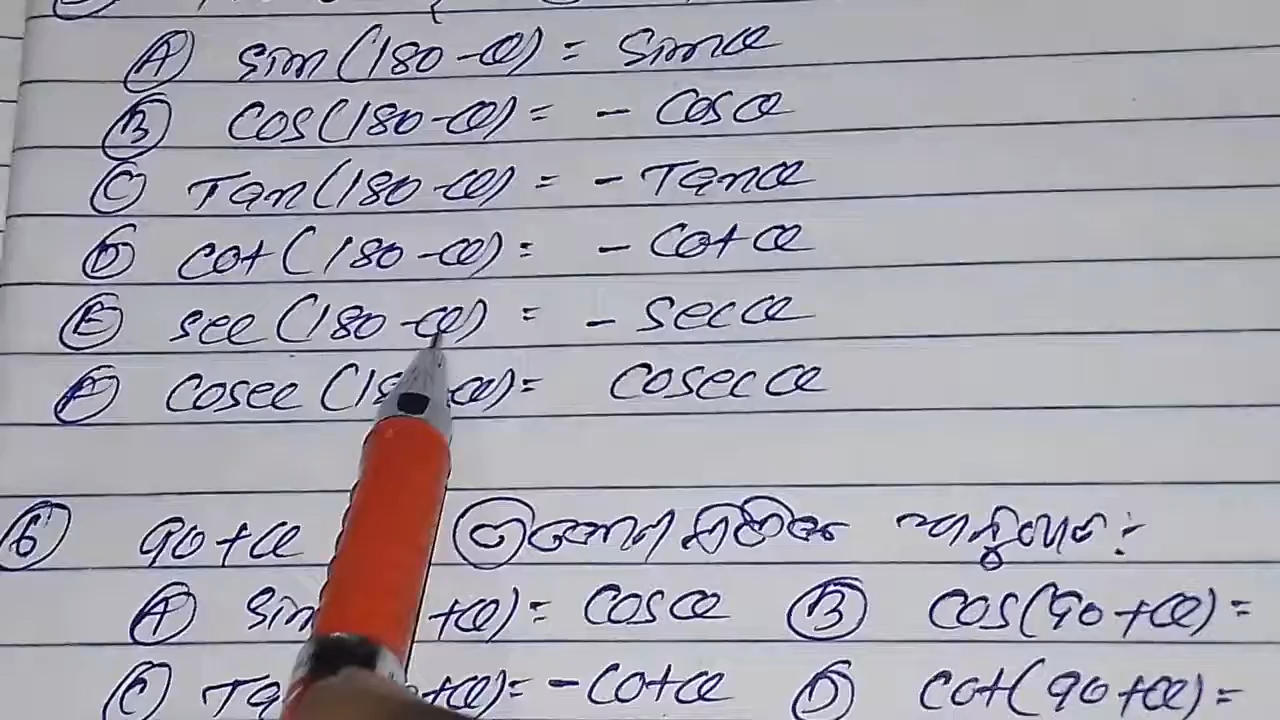 Ⓐ sin(180-α) = sinα
Ⓑ cos(180-α) = - cosα
Ⓒ Tan(180-α) = - Tanα
Ⓓ cot(180-α) = - cotα
Ⓔ sec(180-α) = - secα
Ⓕ cosec(18 α) = cosecα
⑥ 90+α
Ⓐ sin +α) = cosα Ⓑ cos(90+α) =
Ⓒ Ta +α) = -cotα Ⓓ cot(90+α) =